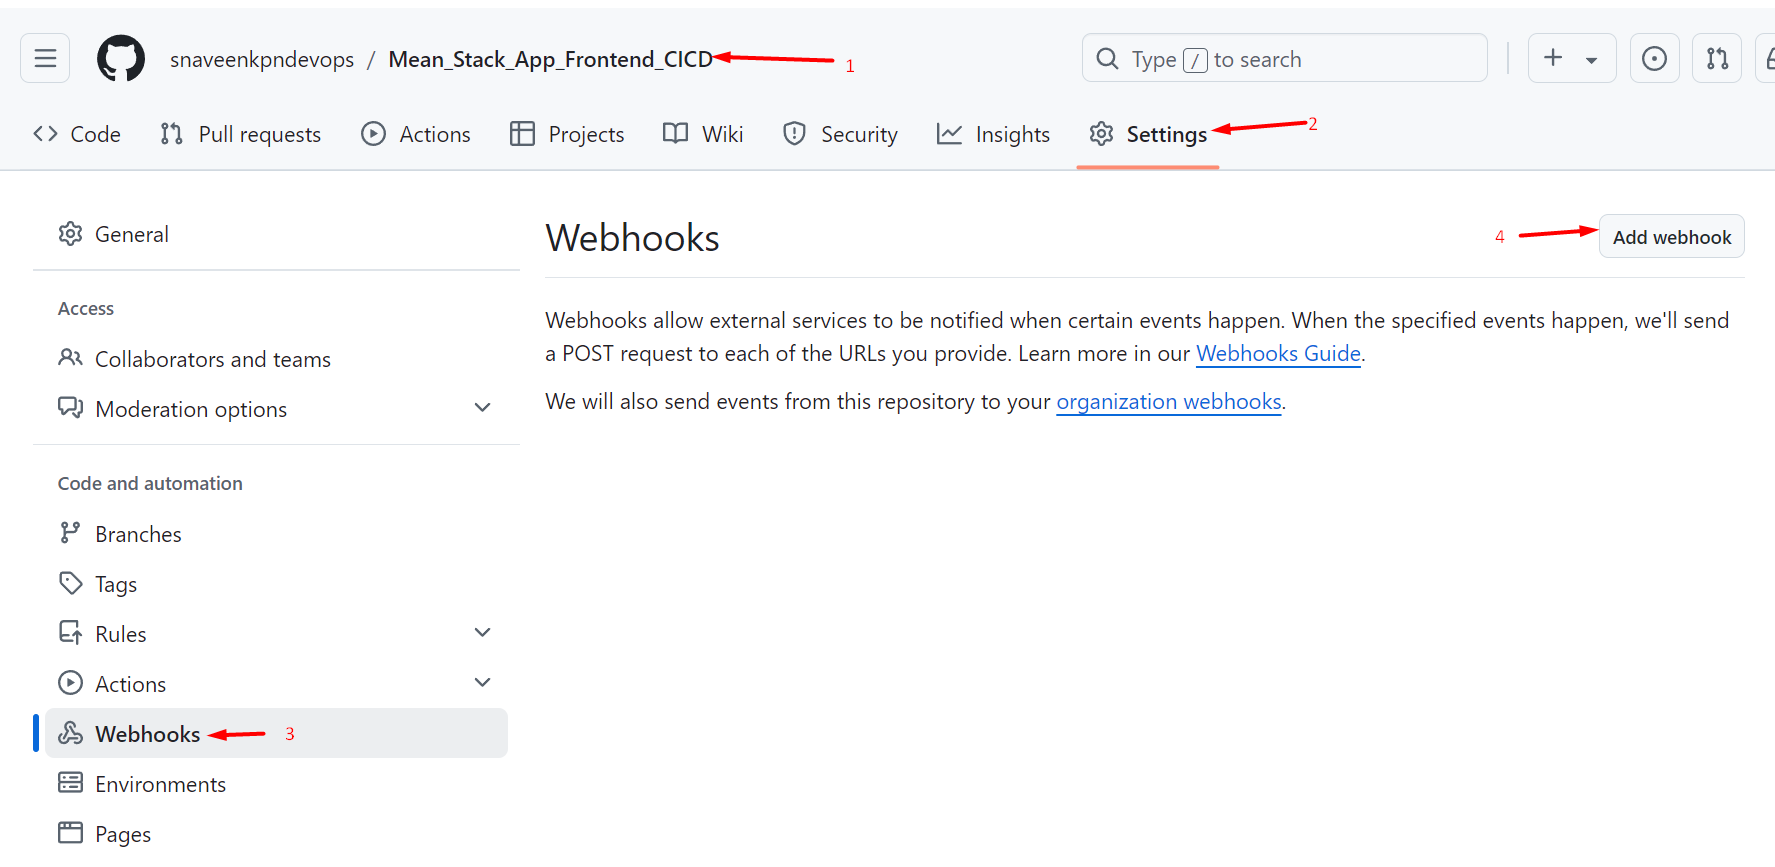 snaveenkpndevops / Mean_Stack_App_Frontend_CICD 1 Type / to search
Code Pull requests Actions Projects Wiki Security Insights Settings 2
General
Access
Collaborators and teams
Moderation options
Code and automation
Branches
Tags
Rules
Actions
Webhooks 3
Environments
Pages
Webhooks 4 Add webhook
Webhooks allow external services to be notified when certain events happen. When the specified events happen, we'll send
a POST request to each of the URLs you provide. Learn more in our Webhooks Guide.
We will also send events from this repository to your organization webhooks.